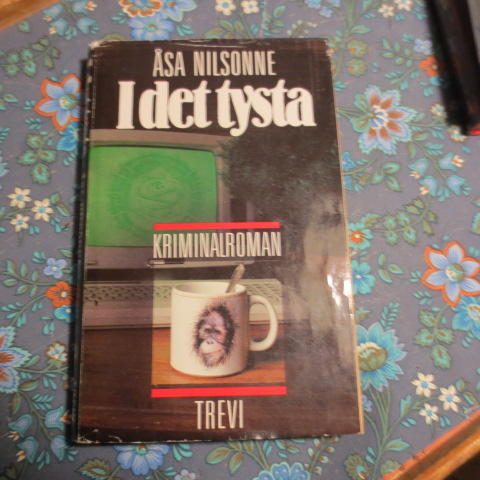 ÅSA NILSONNE
I det tysta
KRIMINALROMAN
TREVI